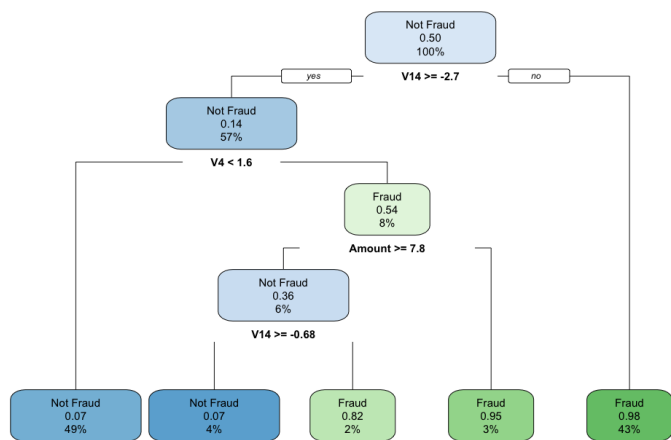 Not Fraud
0.50
100%
yes
V14 >= -2.7
no
Not Fraud
0.14
57%
V4 < 1.6
Fraud
0.54
8%
Amount >= 7.8
Not Fraud
0.36
6%
V14 >= -0.68
Not Fraud
0.07
49%
Not Fraud
0.07
4%
Fraud
0.82
2%
Fraud
0.95
3%
Fraud
0.98
43%